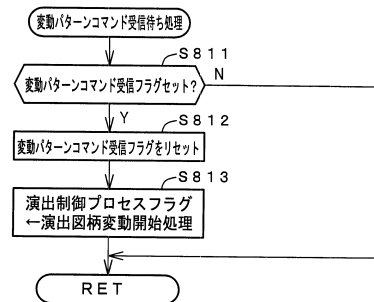 変動パターンコマンド受信待ち処理
S811
変動パターンコマンド受信フラグセット?
N
Y
S812
変動パターンコマンド受信フラグをリセット
S813
演出制御プロセスフラグ
←演出図柄変動開始処理
RET